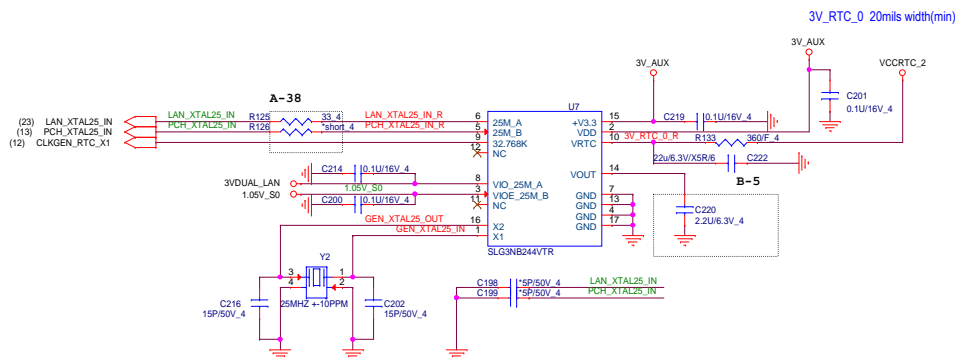 3V_RTC_0 20mils width(min)
3V_AUX
3V_AUX
VCCRTC_2
A-38
C201
0.1U/16V_4
(23) LAN_XTAL25_IN
(13) PCH_XTAL25_IN
(12) CLKGEN_RTC_X1
LAN_XTAL25_IN R125 33_4 LAN_XTAL25_IN_R
PCH_XTAL25_IN R126 *short_4 PCH_XTAL25_IN_R
U7
6 25M_A
5 25M_B
9 32.768K
12 NC
+V3.3 15
VDD 2
VRTC 10
C219 0.1U/16V_4
3V_RTC_0_R R133 360/F_4
22u/6.3V/X5R/6 C222
B-5
C214 0.1U/16V_4
3VDUAL_LAN
1.05V_S0
1.05V_S0
C200 0.1U/16V_4
8 VIO_25M_A
3 VIOE_25M_B
11 NC
VOUT 14
GND 7
GND 13
GND 4
GND 17
C220
2.2U/6.3V_4
GEN_XTAL25_OUT 16 X2
GEN_XTAL25_IN 1 X1
SLG3NB244VTR
Y2
3 1
4 2
C216
15P/50V_4
25MHZ +-10PPM
C202
15P/50V_4
C198 *5P/50V_4 LAN_XTAL25_IN
C199 *5P/50V_4 PCH_XTAL25_IN